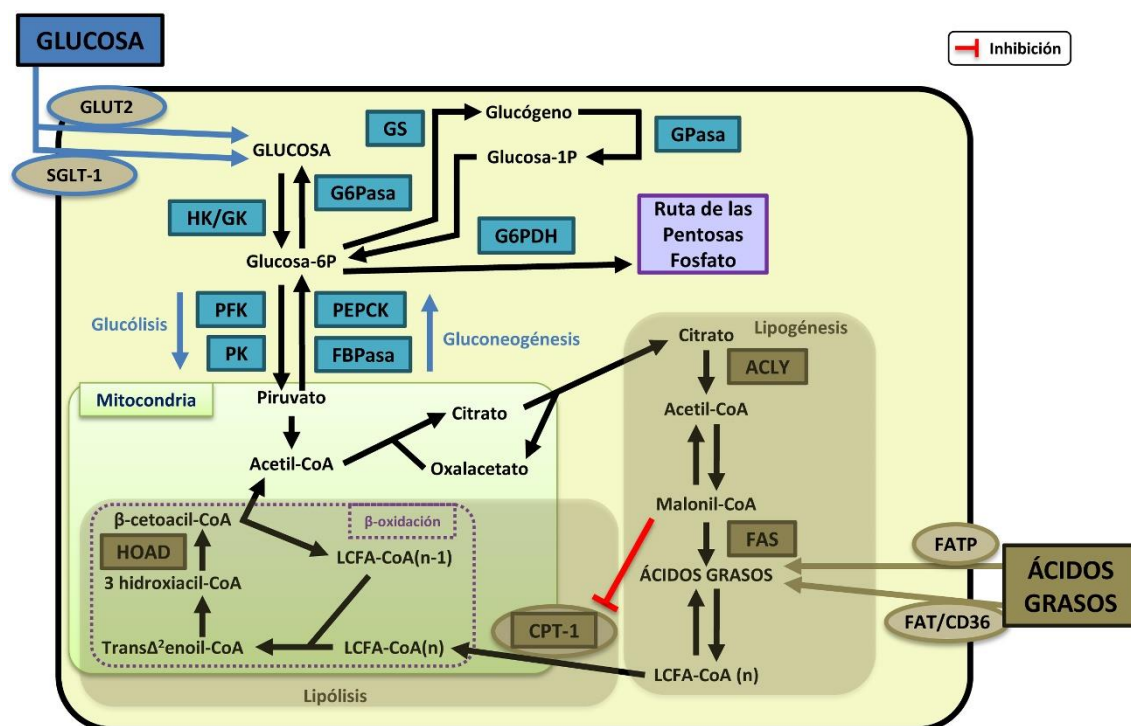 GLUCOSA
Inhibición
GLUT2
SGLT-1
GLUCOSA
GS
Glucógeno
GPasa
Glucosa-1P
HK/GK
G6Pasa
G6PDH
Ruta de las
Pentosas
Fosfato
Glucosa-6P
Glucólisis
PFK
PK
PEPCK
FBPasa
Gluconeogénesis
Lipogénesis
Citrato
ACLY
Acetil-CoA
Malonil-CoA
FAS
ÁCIDOS GRASOS
LCFA-CoA (n)
FATP
FAT/CD36
ÁCIDOS
GRASOS
Mitocondria
Piruvato
Citrato
Acetil-CoA
Oxalacetato
β-cetoacil-CoA
β-oxidación
HOAD
LCFA-CoA(n-1)
3 hidroxiacil-CoA
TransΔ²enoil-CoA
LCFA-CoA(n)
CPT-1
Lipólisis